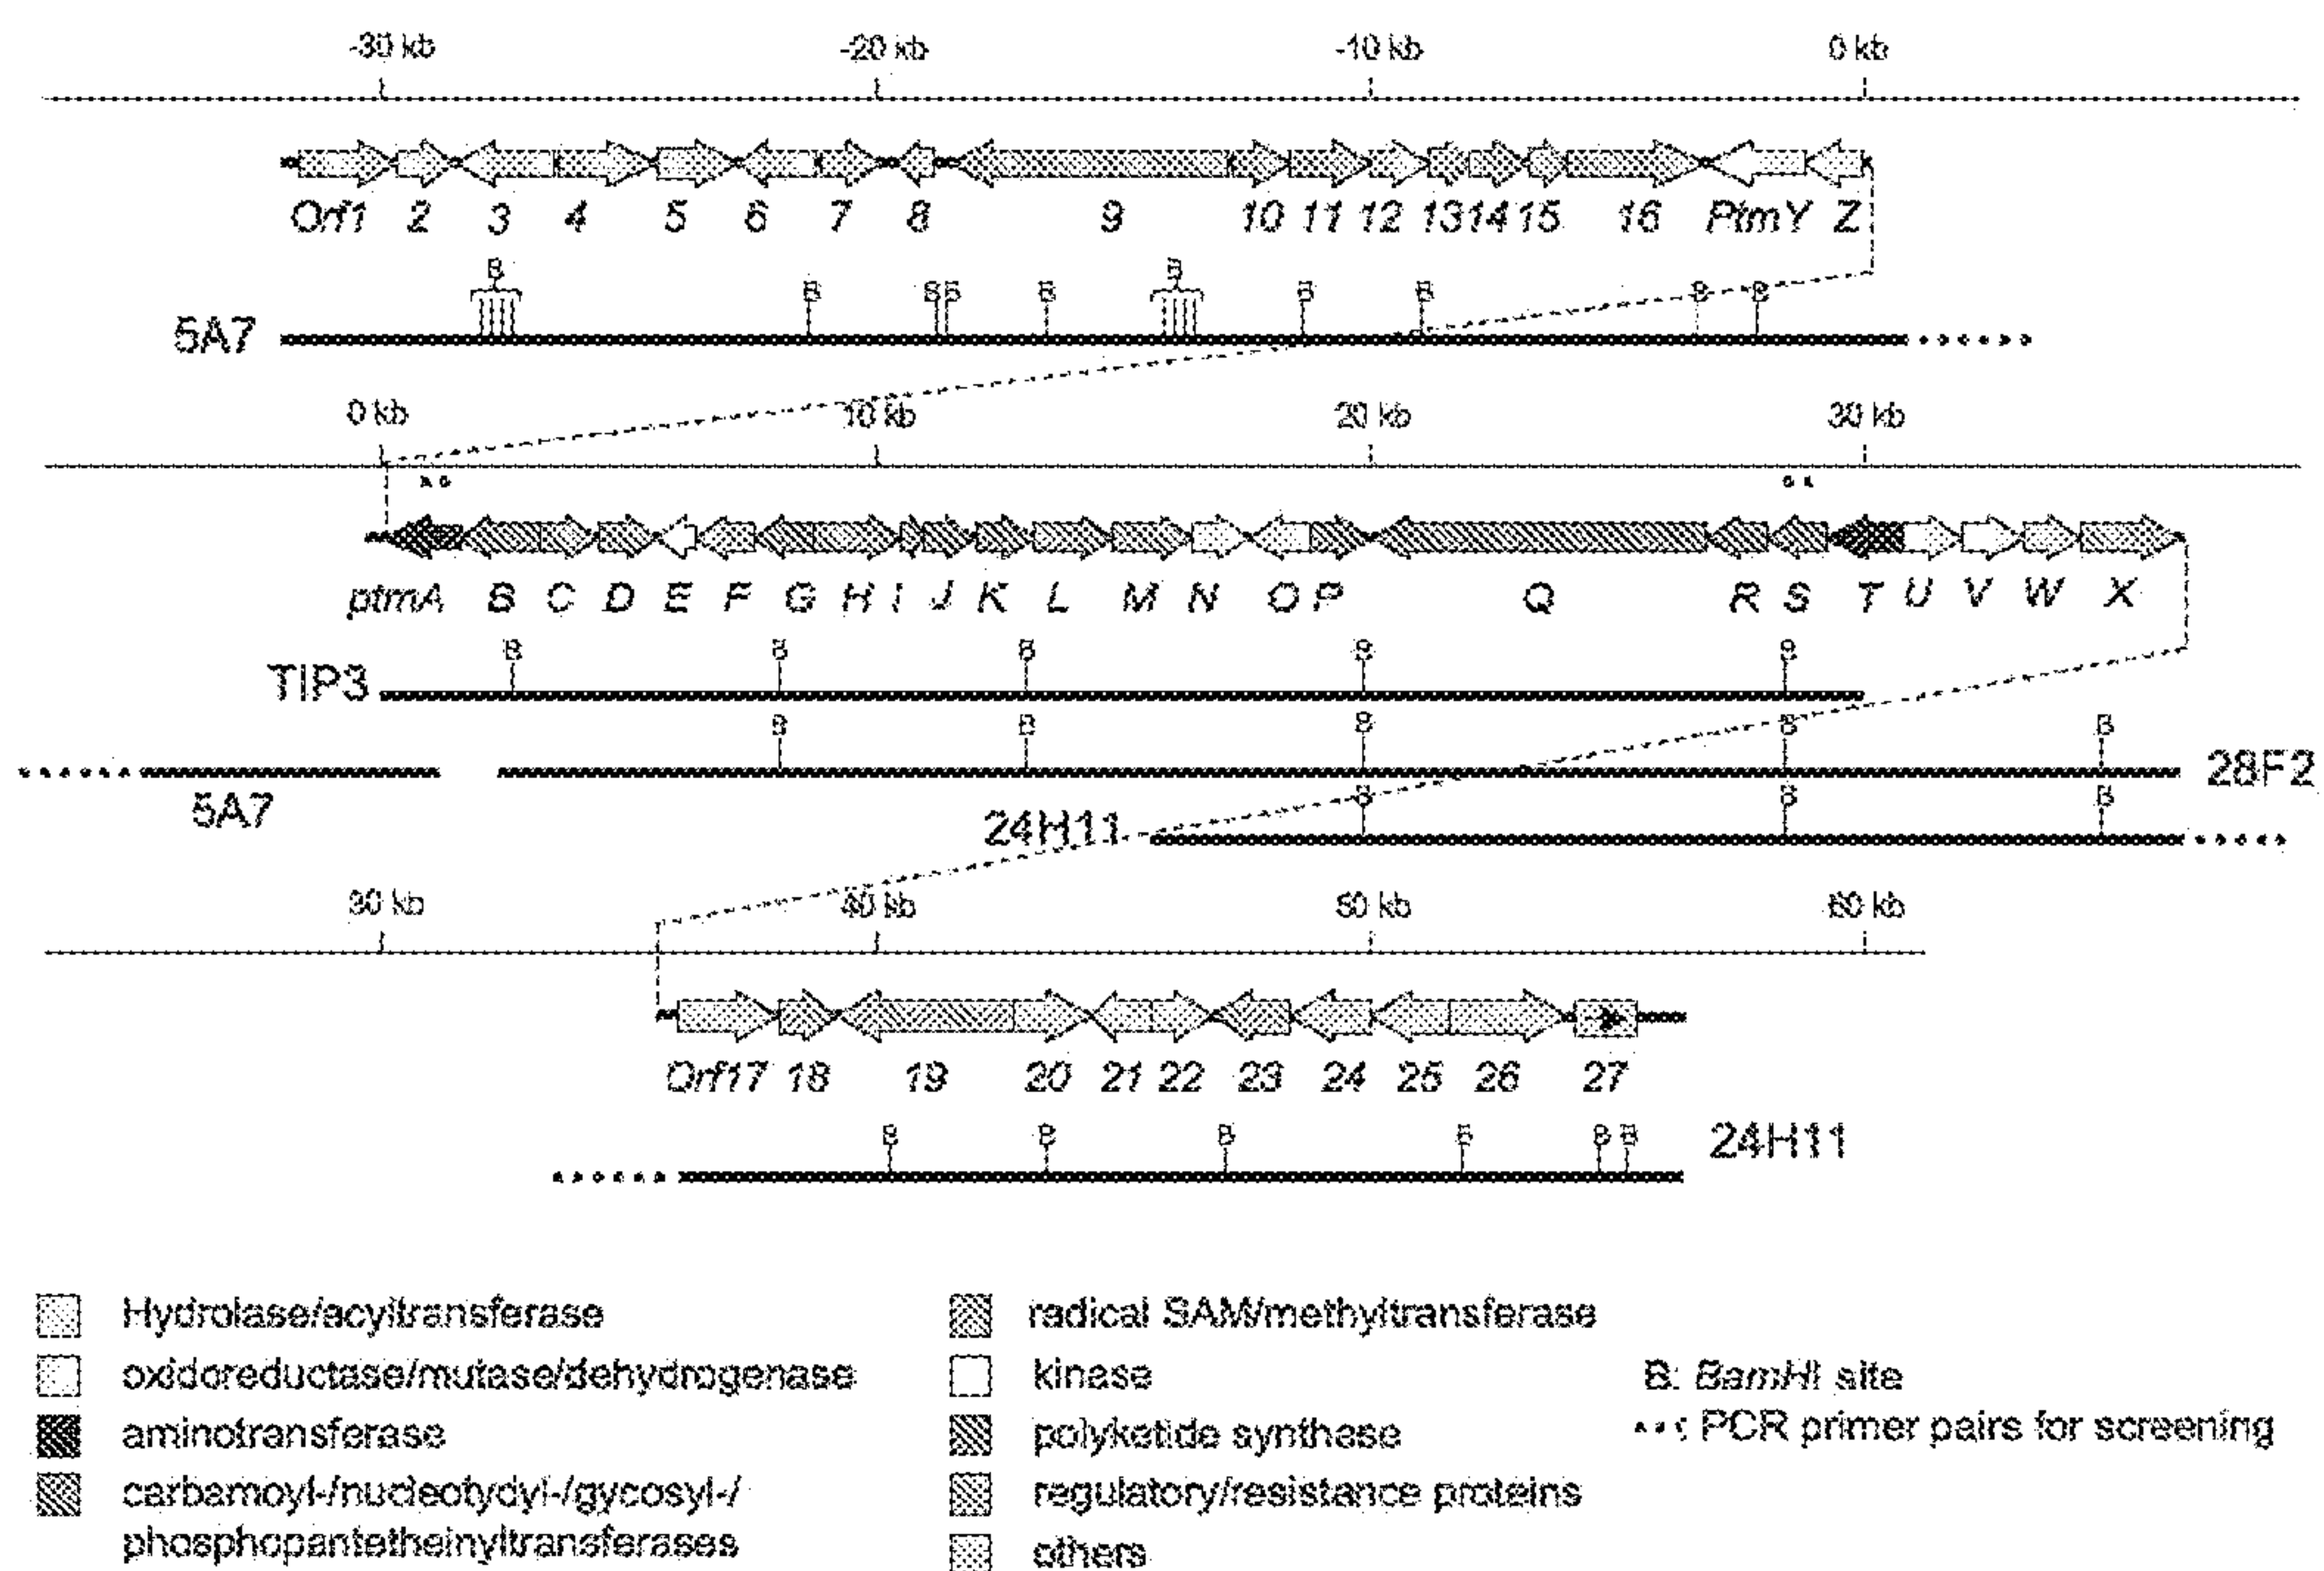 -30 kb -20 kb -10 kb 0 kb
Orf1 2 3 4 5 6 7 8 9 10 11 12 13 14 15 16 PtmY Z
B B B B B B B B B B
5A7
0 kb 10 kb 20 kb 30 kb
ptmA B C D E F G H I J K L M N O P Q R S T U V W X
B B B B B
TIP3
B B B B B
28F2
5A7
B B B
24H11
30 kb 40 kb 50 kb 60 kb
Orf17 18 19 20 21 22 23 24 25 26 27
B B B B B B
24H11
Hydrolase/acyltransferase
oxidoreductase/mutase/dehydrogenase
aminotransferase
carbamoyl-/nucleotydyl-/gycosyl-/
phosphopantetheinyltransferases
radical SAM/methyltransferase
kinase
polyketide synthese
regulatory/resistance proteins
others
B: BamHI site
: PCR primer pairs for screening